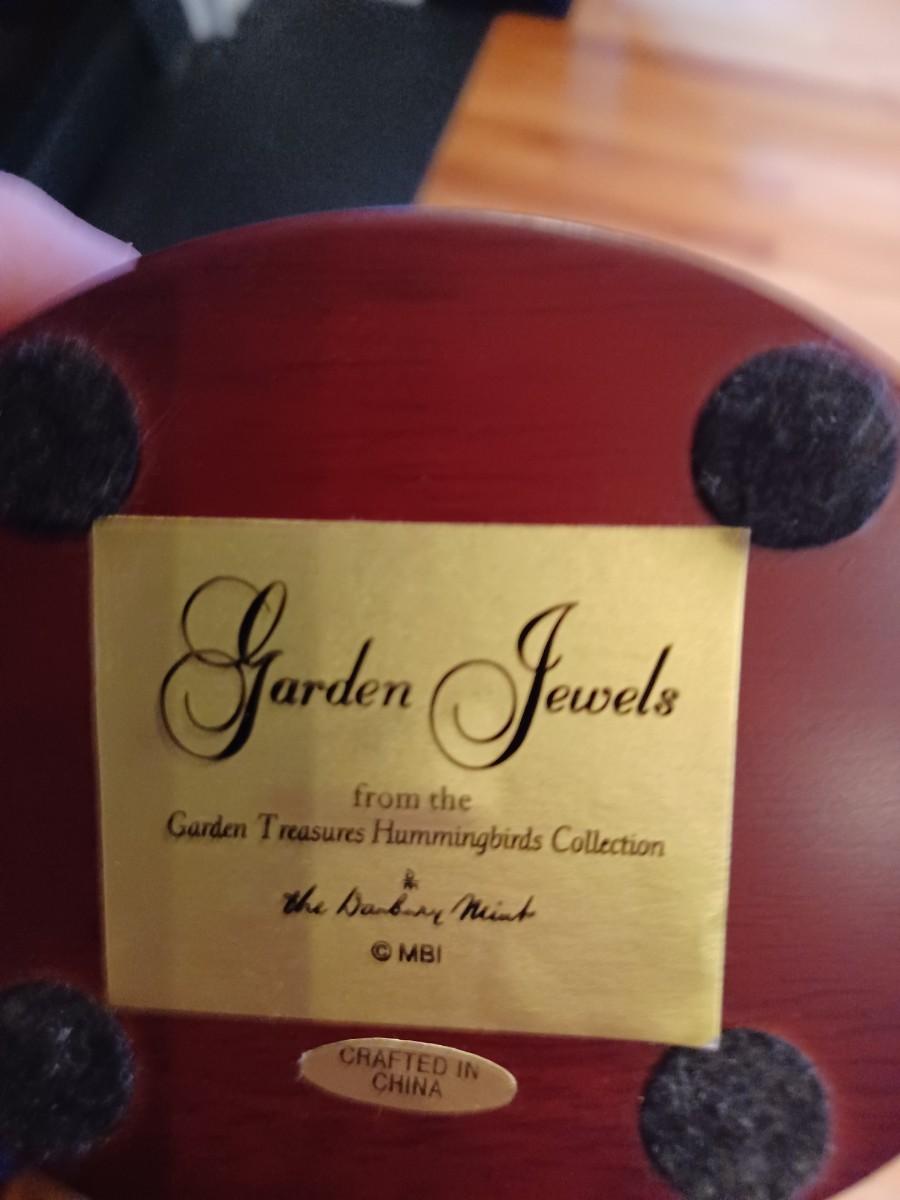 Garden Jewels
from the
Garden Treasures Hummingbirds Collection
the Danbury Mint
© MBI
CRAFTED IN
CHINA